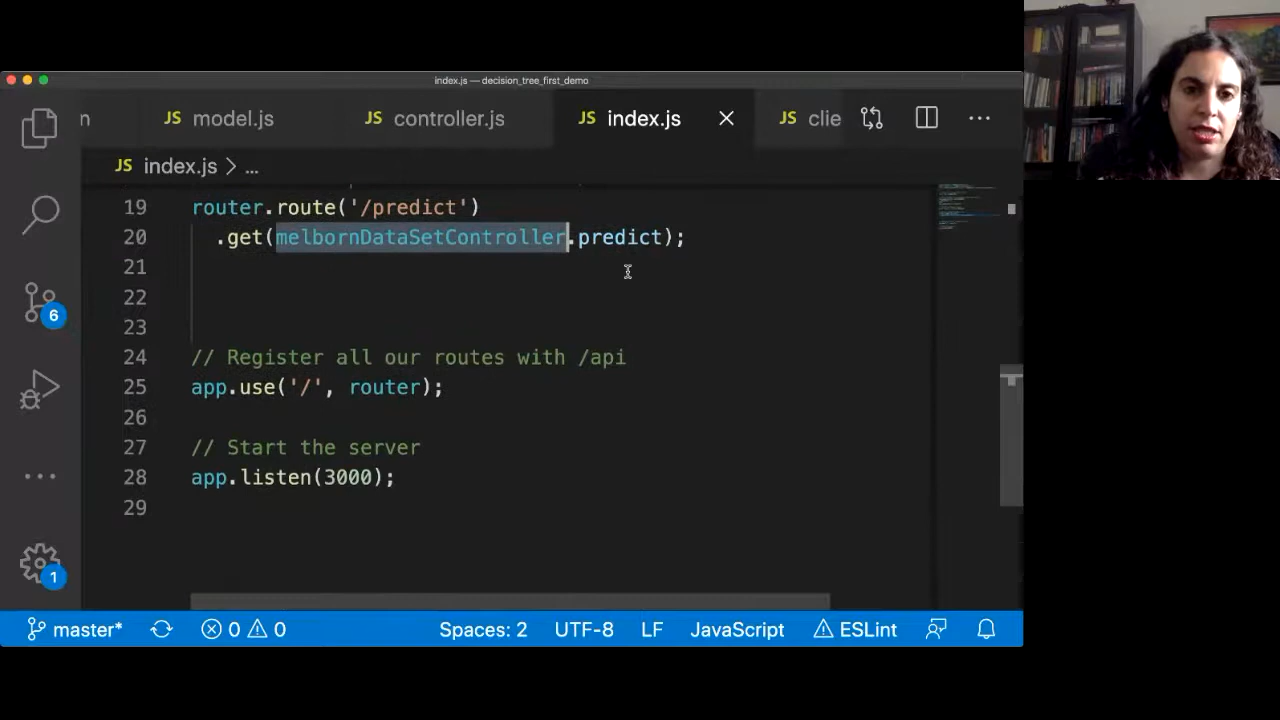 index.js — decision_tree_first_demo
n JS model.js JS controller.js JS index.js JS clie
JS index.js > ...
19 router.route('/predict')
20 .get(melbornDataSetController.predict);
21
22
23
24 // Register all our routes with /api
25 app.use('/', router);
26
27 // Start the server
28 app.listen(3000);
29
6
1
master* 0 0 Spaces: 2 UTF-8 LF JavaScript ESLint